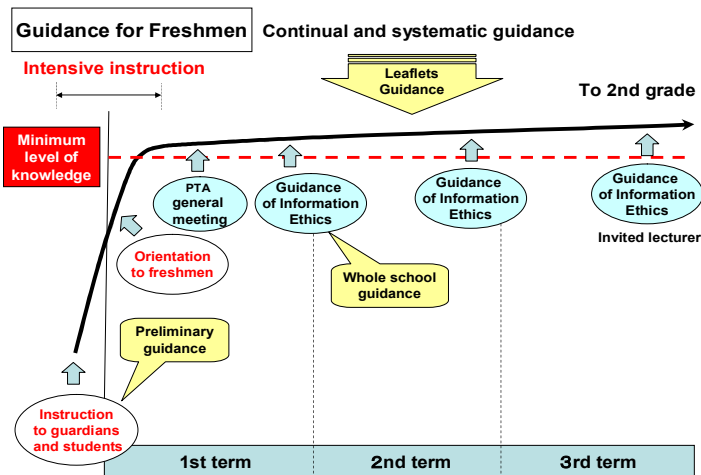 Guidance for Freshmen
Continual and systematic guidance
Intensive instruction
Leaflets
Guidance
To 2nd grade
Minimum
level of
knowledge
PTA
general
meeting
Guidance
of Information
Ethics
Guidance
of Information
Ethics
Guidance
of Information
Ethics
Invited lecturer
Orientation
to freshmen
Whole school
guidance
Preliminary
guidance
Instruction
to guardians
and students
1st term
2nd term
3rd term